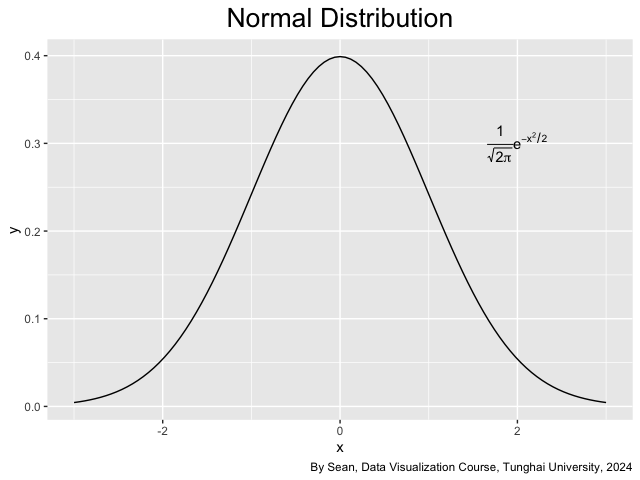 Normal Distribution
0.4
0.3
0.2
0.1
0.0
y
1
√2π e^−x²/2
-2 0 2
x
By Sean, Data Visualization Course, Tunghai University, 2024